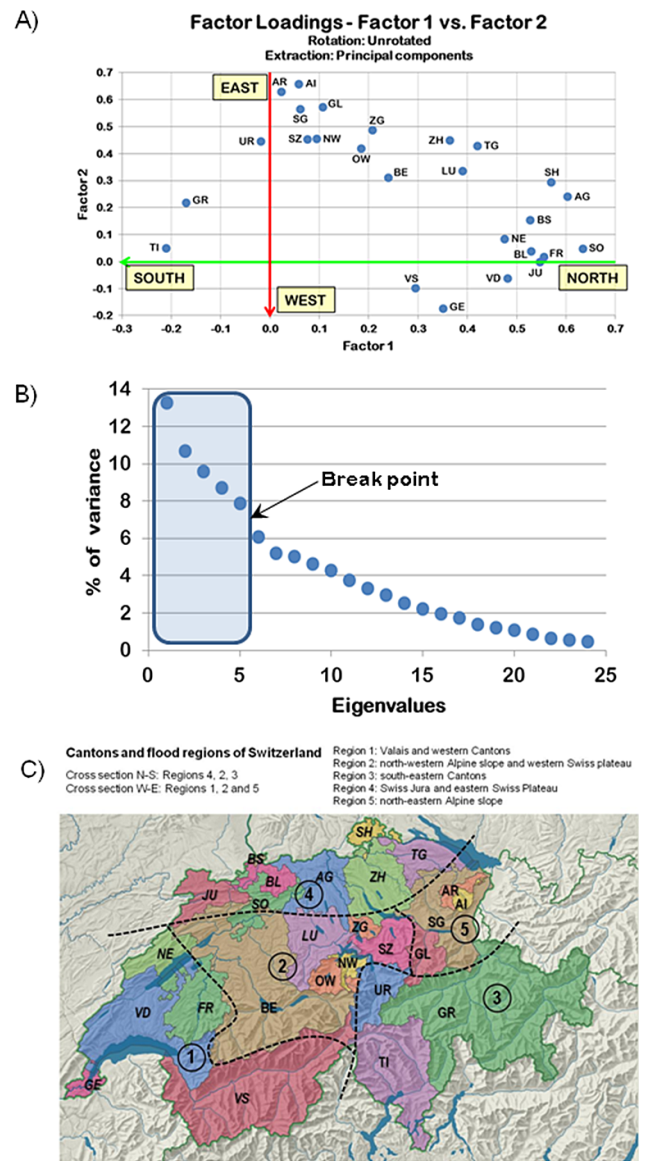 A)
Factor Loadings - Factor 1 vs. Factor 2
Rotation: Unrotated
Extraction: Principal components
Factor 2
0.7
0.6
0.5
0.4
0.3
0.2
0.1
0.0
-0.1
-0.2
EAST
AR
AI
SG
GL
UR
SZ
NW
ZG
OW
ZH
TG
GR
BE
LU
SH
AG
BS
NE
TI
BL
FR
SO
JU
SOUTH
NORTH
VS
VD
WEST
GE
-0.3 -0.2 -0.1 0.0 0.1 0.2 0.3 0.4 0.5 0.6 0.7
Factor 1
B)
% of variance
14
12
10
8
6
4
2
0
Break point
0 5 10 15 20 25
Eigenvalues
C)
Cantons and flood regions of Switzerland
Cross section N-S: Regions 4, 2, 3
Cross section W-E: Regions 1, 2 and 5
Region 1: Valais and western Cantons
Region 2: north-western Alpine slope and western Swiss plateau
Region 3: south-eastern Cantons
Region 4: Swiss Jura and eastern Swiss Plateau
Region 5: north-eastern Alpine slope
SH
BS
TG
BL
AG
ZH
JU
SO
4
AR
AI
NE
LU
ZG
SG
5
SZ
GL
2
NW
OW
UR
VD
FR
BE
GR
3
1
TI
GE
VS